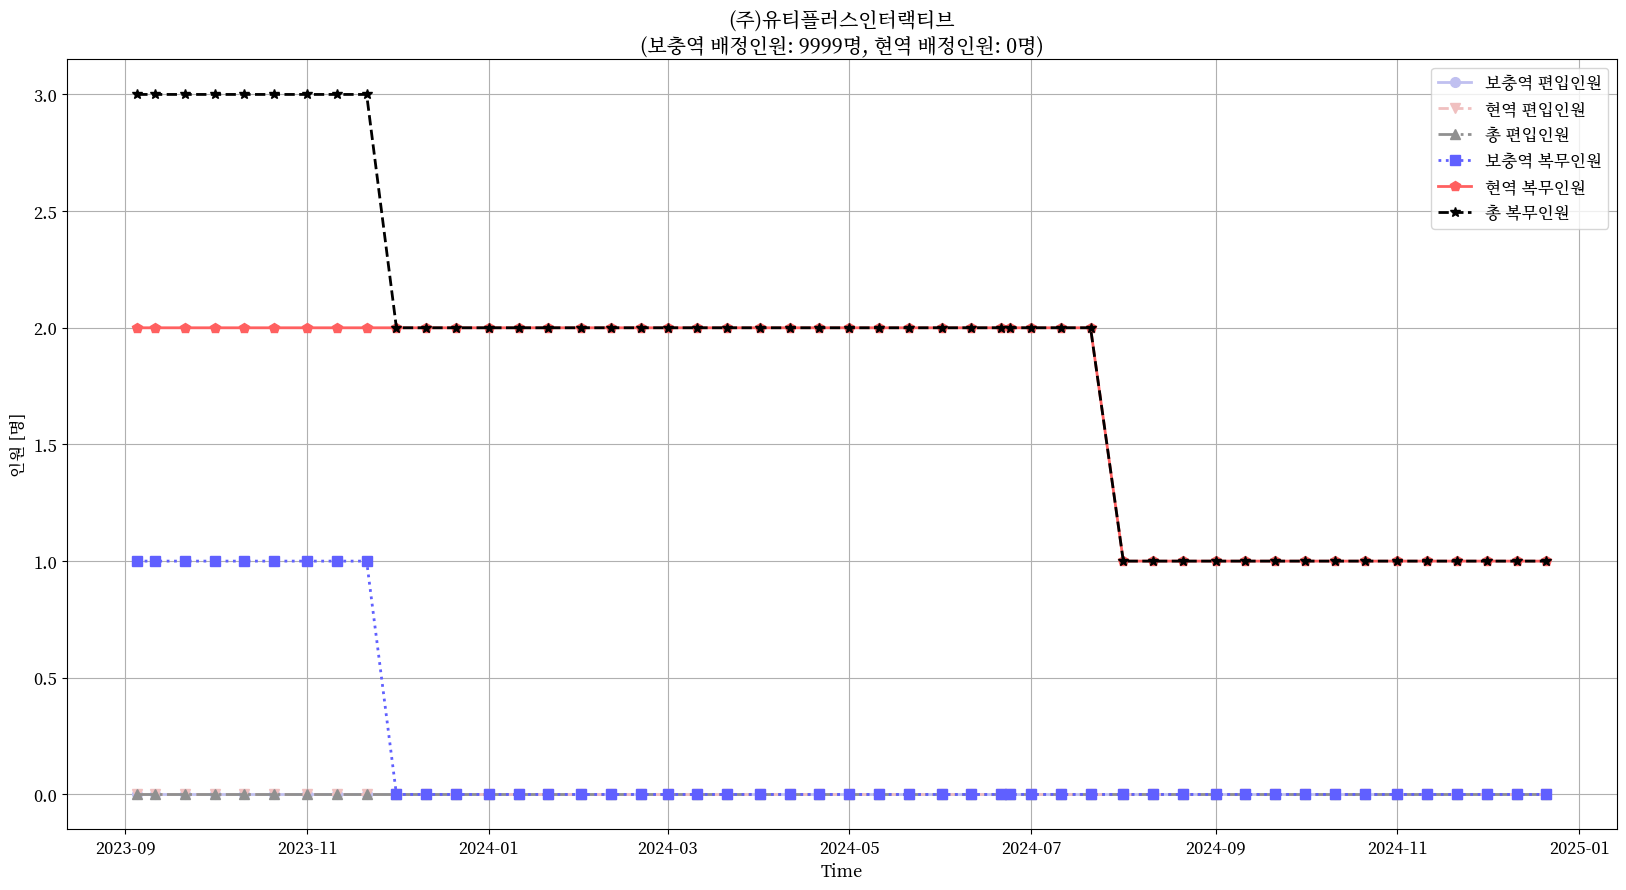 (주)유티플러스인터랙티브
(보충역 배정인원: 9999명, 현역 배정인원: 0명)
보충역 편입인원
현역 편입인원
총 편입인원
보충역 복무인원
현역 복무인원
총 복무인원
인원 [명]
3.0
2.5
2.0
1.5
1.0
0.5
0.0
2023-09 2023-11 2024-01 2024-03 2024-05 2024-07 2024-09 2024-11 2025-01
Time